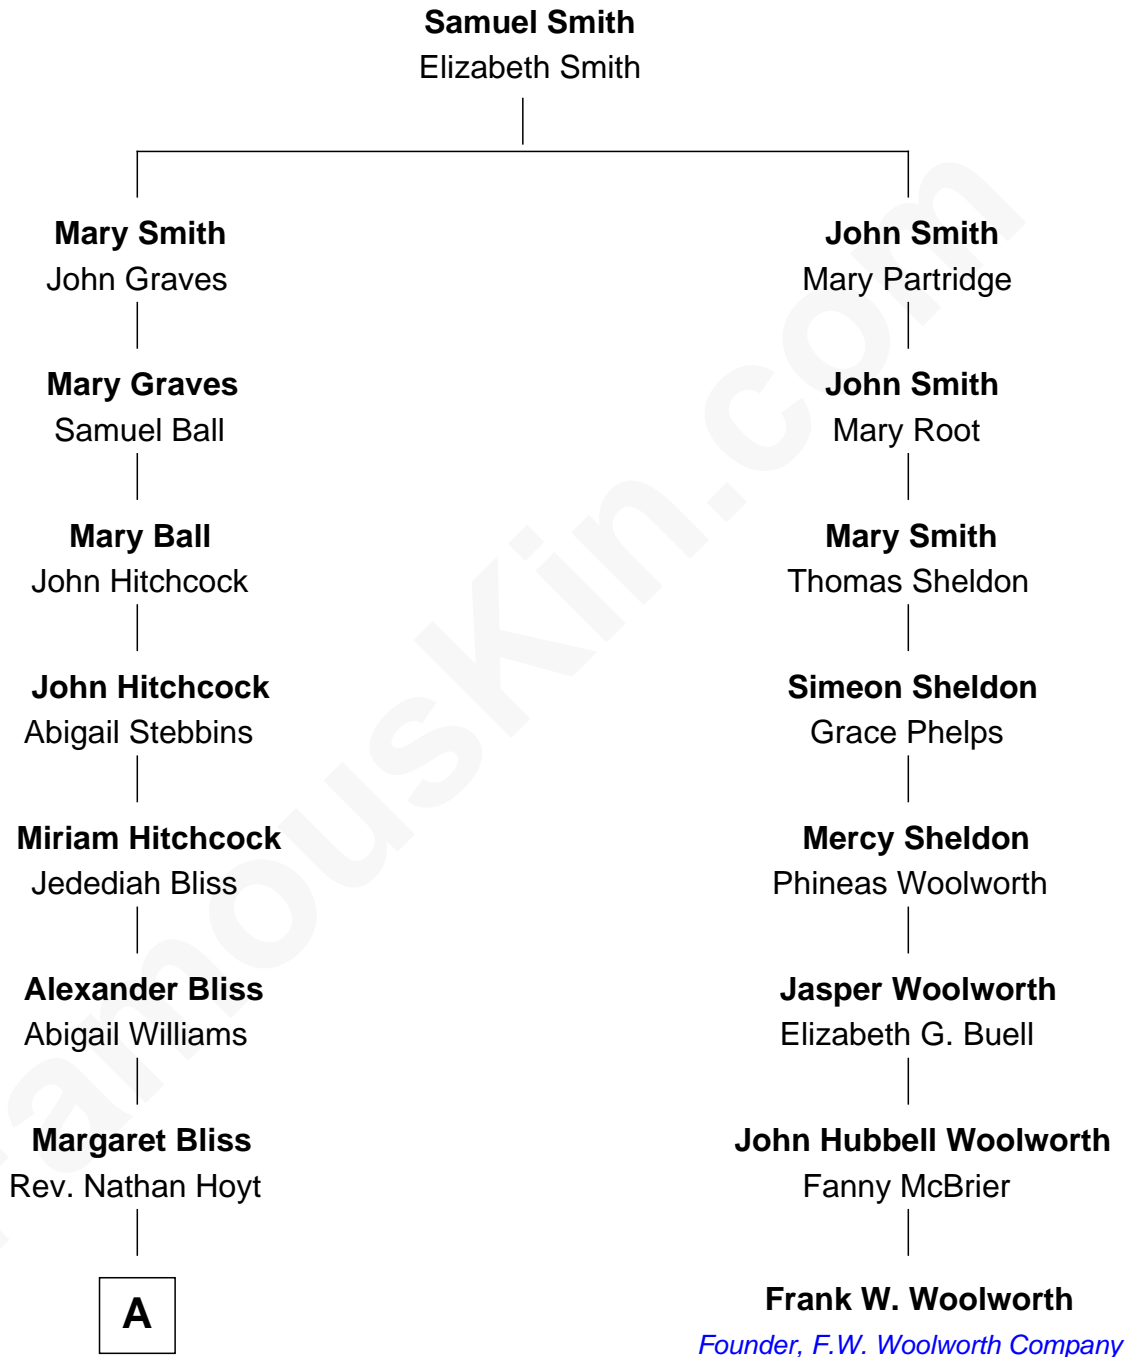 Samuel Smith
Elizabeth Smith
Mary Smith
John Graves
Mary Graves
Samuel Ball
Mary Ball
John Hitchcock
John Hitchcock
Abigail Stebbins
Miriam Hitchcock
Jedediah Bliss
Alexander Bliss
Abigail Williams
Margaret Bliss
Rev. Nathan Hoyt
A
John Smith
Mary Partridge
John Smith
Mary Root
Mary Smith
Thomas Sheldon
Simeon Sheldon
Grace Phelps
Mercy Sheldon
Phineas Woolworth
Jasper Woolworth
Elizabeth G. Buell
John Hubbell Woolworth
Fanny McBrier
Frank W. Woolworth
Founder, F.W. Woolworth Company
FamousKin.com